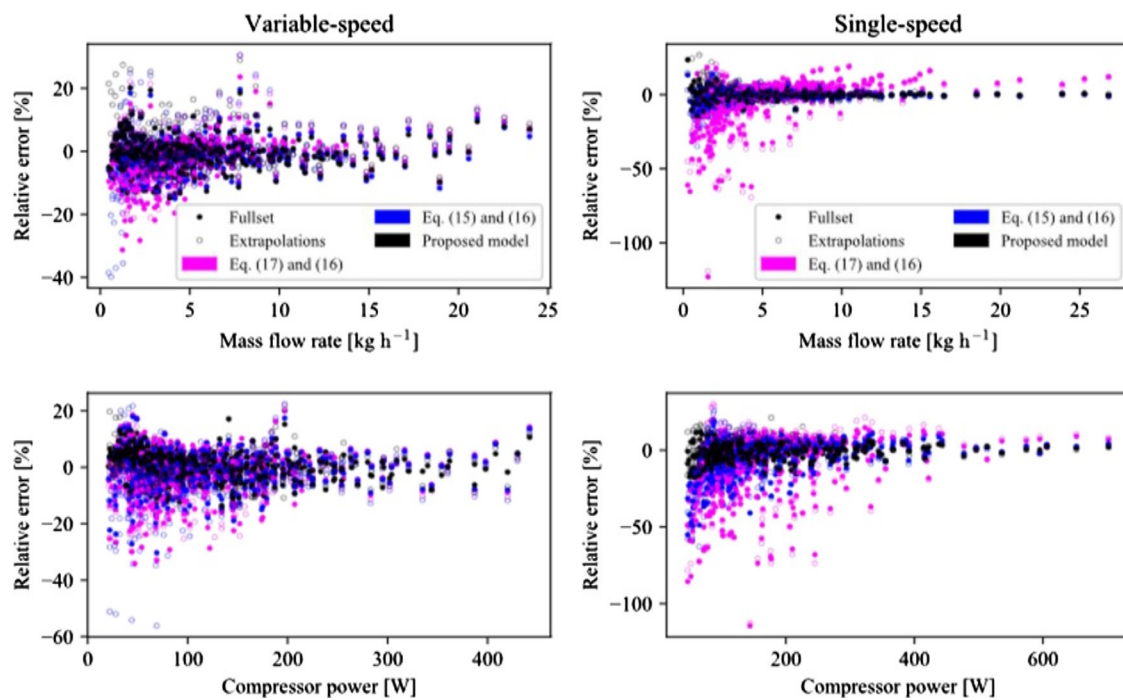 Variable-speed
Single-speed
Relative error [%]
20
0
−20
−40
Fullset
Extrapolations
Eq. (17) and (16)
Eq. (15) and (16)
Proposed model
0
5
10
15
20
25
Mass flow rate [kg h⁻¹]
Relative error [%]
0
−50
−100
Fullset
Extrapolations
Eq. (17) and (16)
Eq. (15) and (16)
Proposed model
0
5
10
15
20
25
Mass flow rate [kg h⁻¹]
Relative error [%]
20
0
−20
−40
−60
0
100
200
300
400
Compressor power [W]
Relative error [%]
0
−50
−100
200
400
600
Compressor power [W]